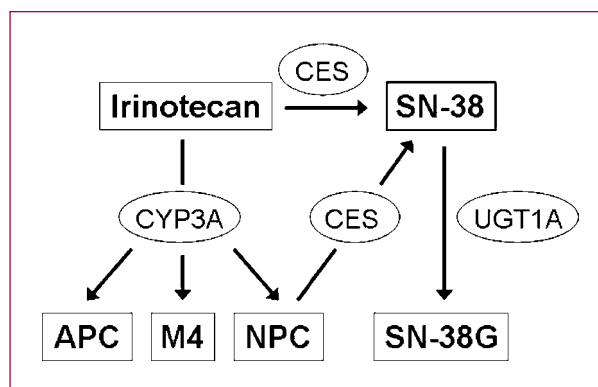 CES
Irinotecan
SN-38
CYP3A
CES
UGT1A
APC
M4
NPC
SN-38G